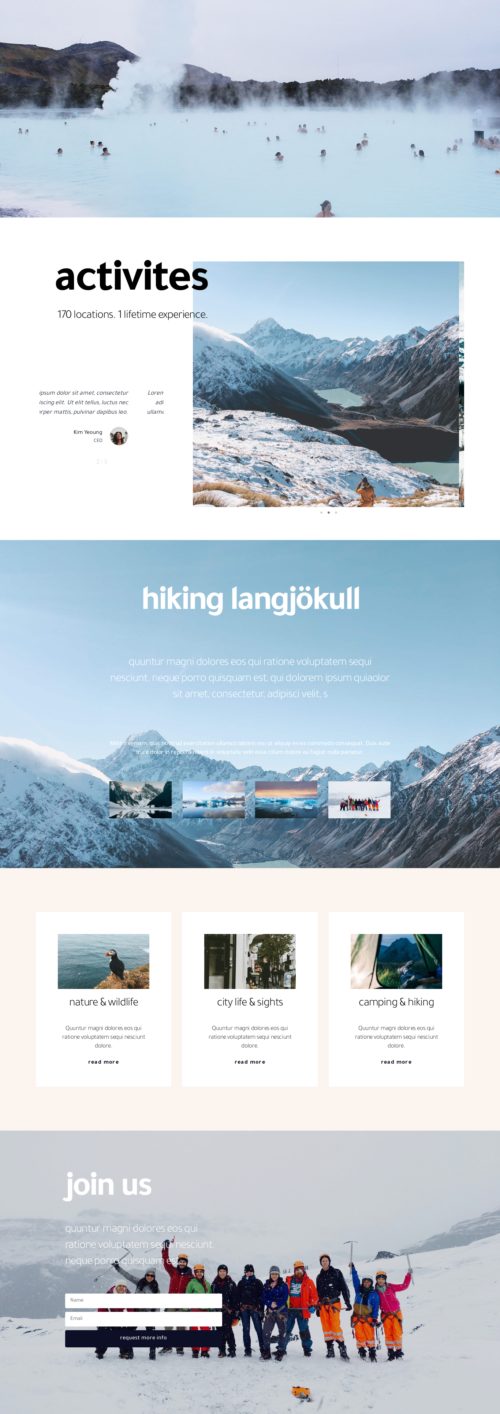 activites
170 locations. 1 lifetime experience.
ipsum dolor sit amet, consectetur
iscing elit. Ut elit tellus, luctus nec
rper mattis, pulvinar dapibus leo.
Lorem
adi
ullamc
Kim Yeoung
CEO
hiking langjökull
quuntur magni dolores eos qui ratione voluptatem sequi
nesciunt, neque porro quisquam est, qui dolorem ipsum quiaolor
sit amet, consectetur, adipisci velit, s
nature & wildlife
Quuntur magni dolores eos qui
ratione voluptatem sequi nesciunt
dolore.
read more
city life & sights
Quuntur magni dolores eos qui
ratione voluptatem sequi nesciunt
dolore.
read more
camping & hiking
Quuntur magni dolores eos qui
ratione voluptatem sequi nesciunt
dolore.
read more
join us
quuntur magni dolores eos qui
ratione voluptatem sequi nesciunt,
neque porro quisquam est,
Name
Email
request more info